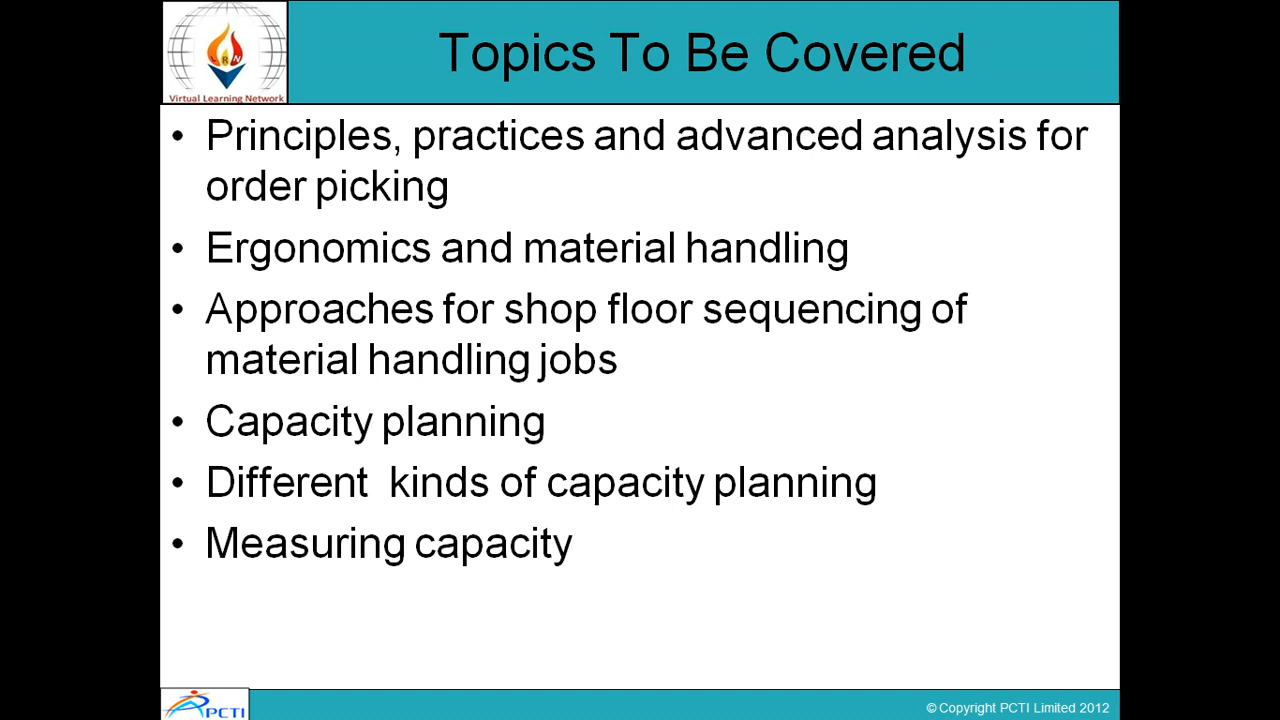 Topics To Be Covered
LRN
Virtual Learning Network
• Principles, practices and advanced analysis for
order picking
• Ergonomics and material handling
• Approaches for shop floor sequencing of
material handling jobs
• Capacity planning
• Different  kinds of capacity planning
• Measuring capacity
PCTI
© Copyright PCTI Limited 2012